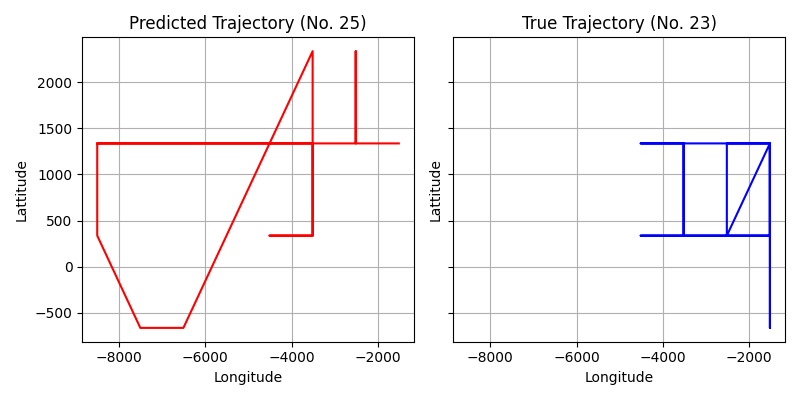 Predicted Trajectory (No. 25)
True Trajectory (No. 23)
2000
1500
1000
500
0
−500
Lattitude
Lattitude
−8000 −6000 −4000 −2000
−8000 −6000 −4000 −2000
Longitude
Longitude